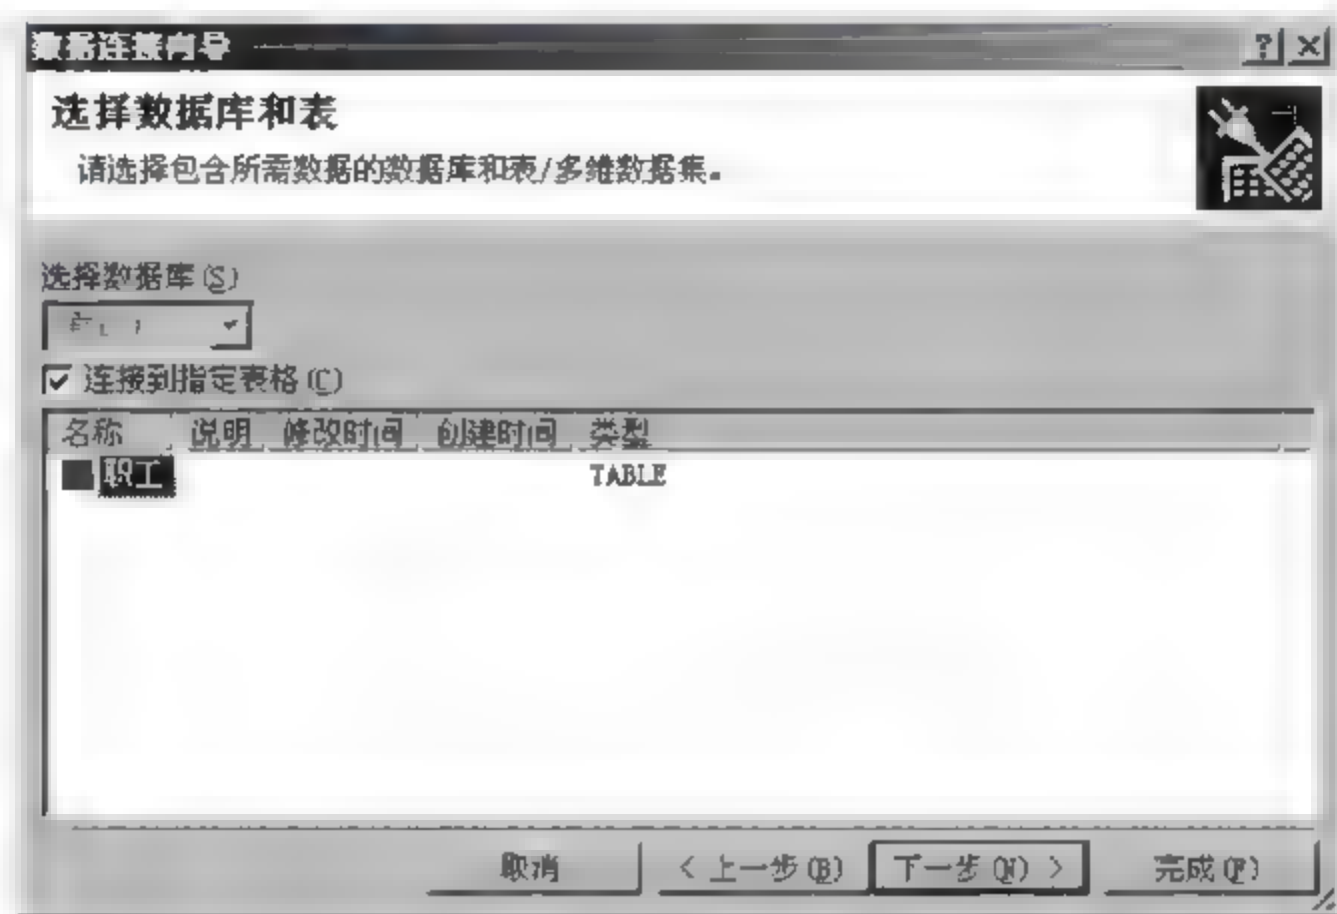 数据连接向导
选择数据库和表
请选择包含所需数据的数据库和表/多维数据集。
选择数据库(S)
连接到指定表格(C)
名称 说明 修改时间 创建时间 类型
职工 TABLE
取消 < 上一步(B) 下一步(N) > 完成(F)